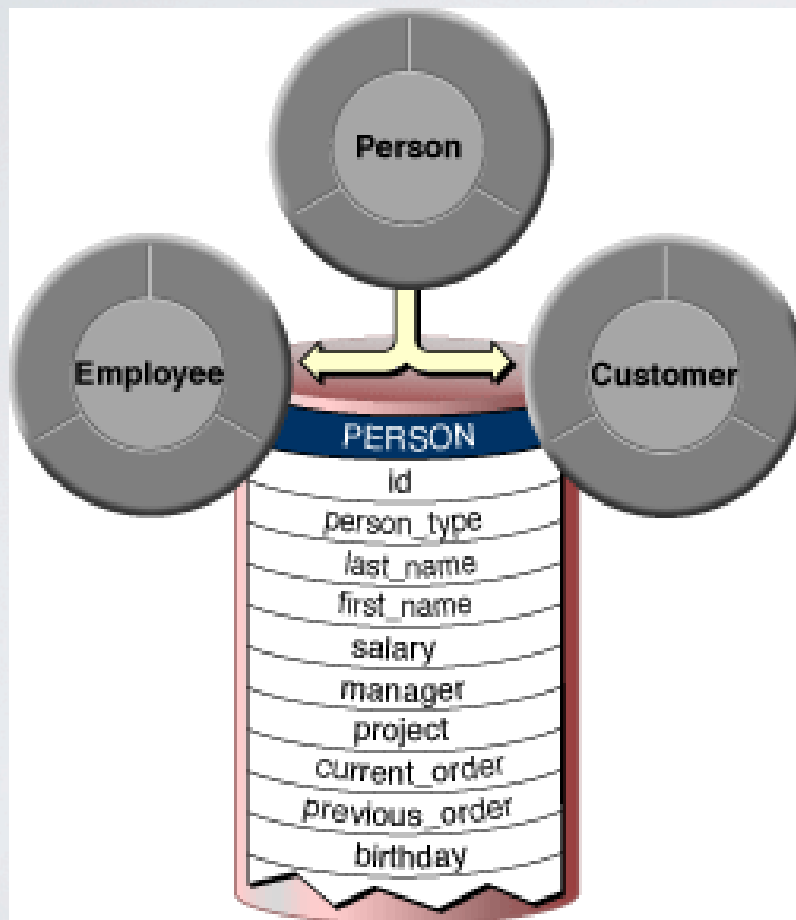 Person
Employee
Customer
PERSON
id
person_type
last_name
first_name
salary
manager
project
current_order
previous_order
birthday